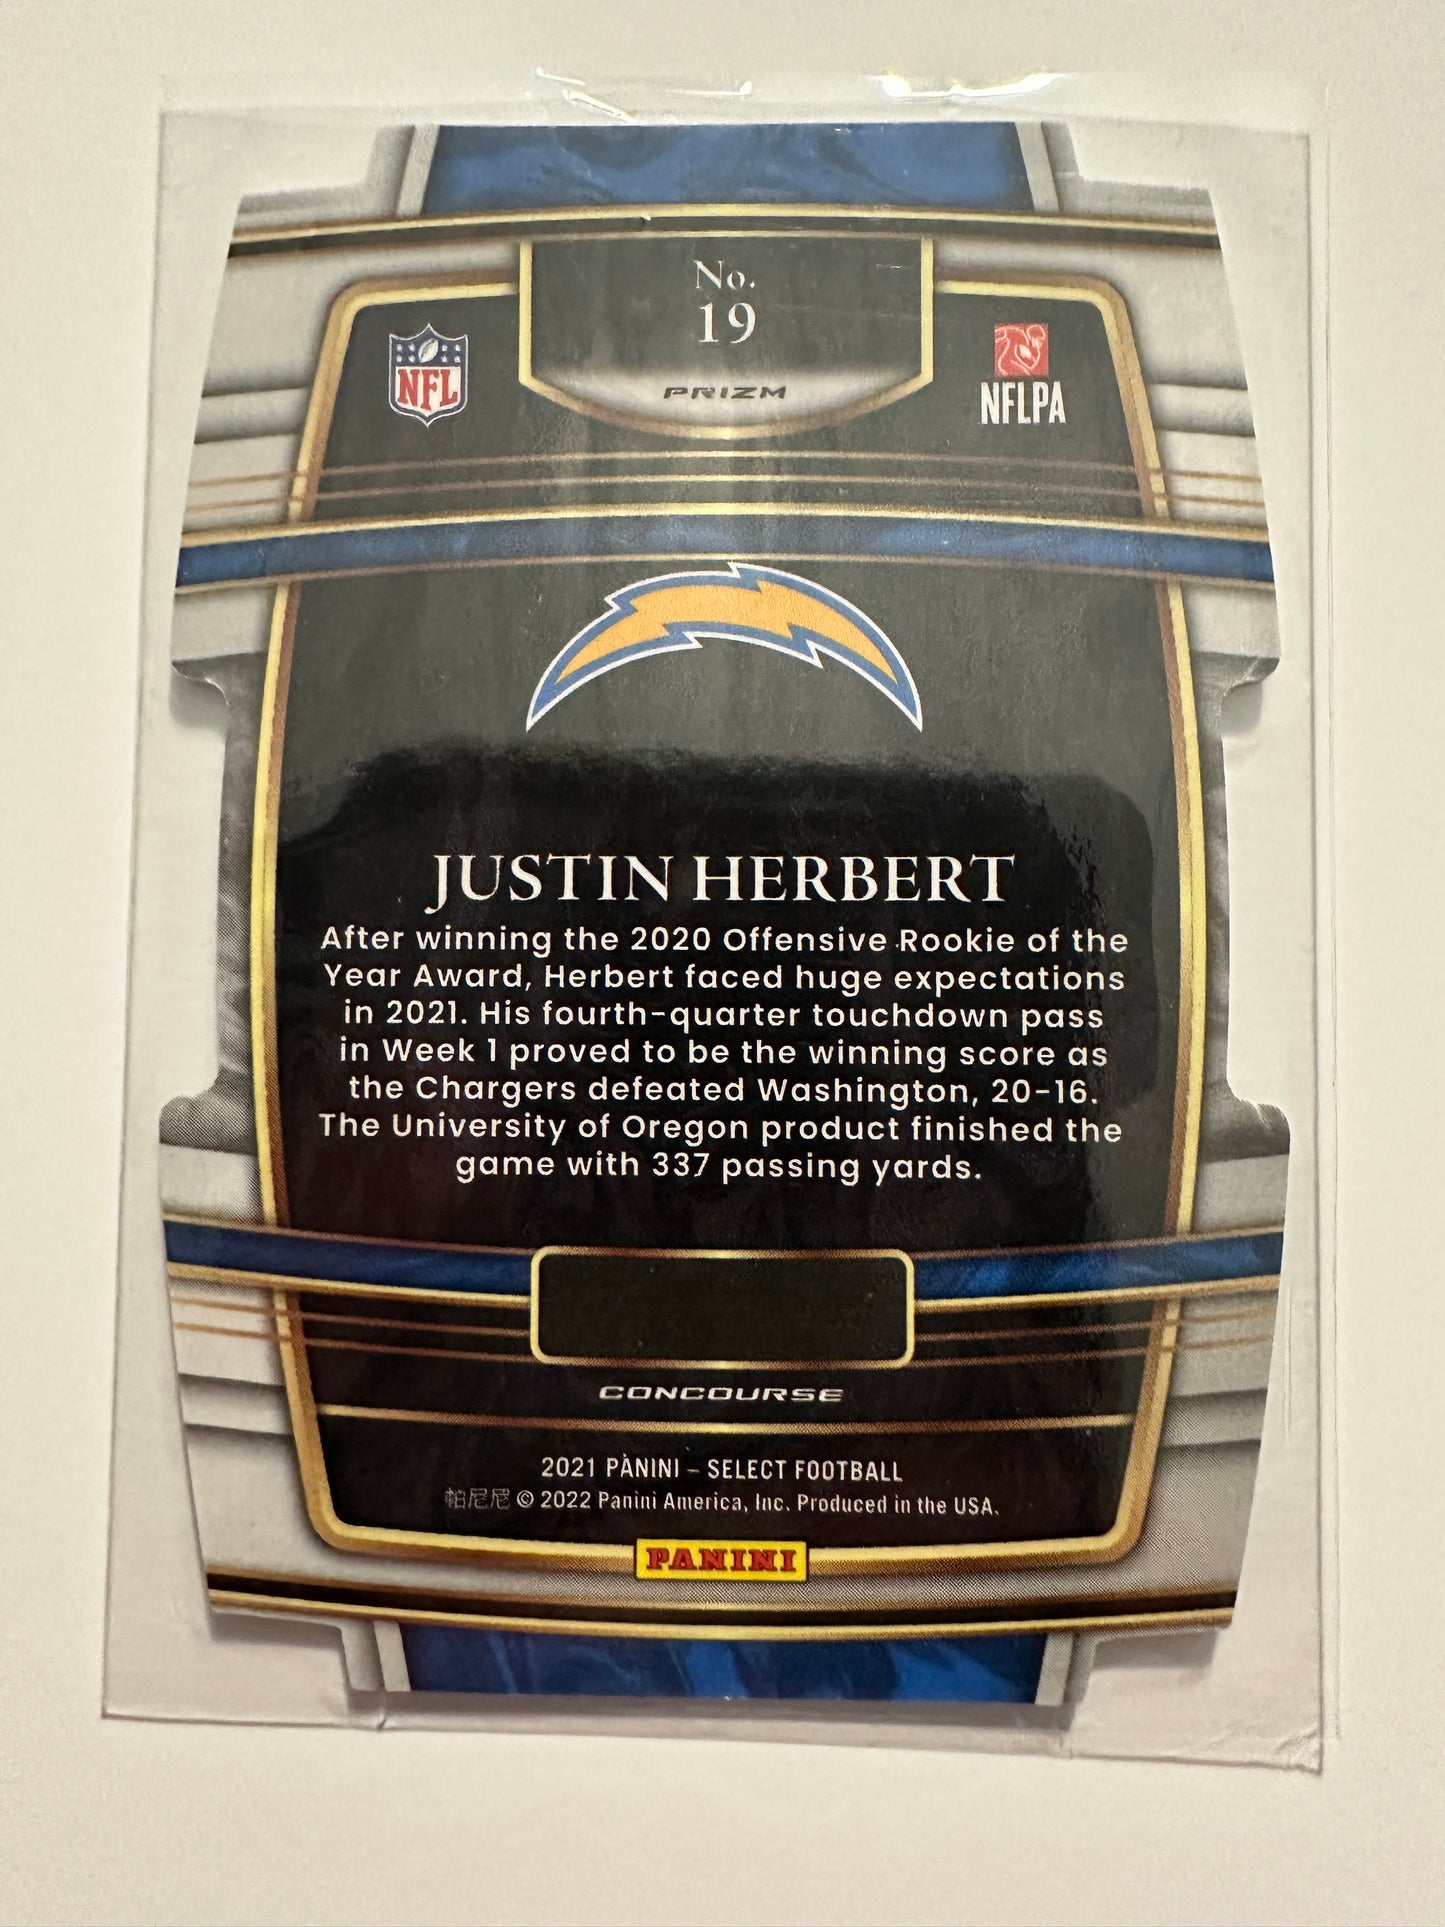 No.
19
PRIZM
NFL
NFLPA
JUSTIN HERBERT
After winning the 2020 Offensive Rookie of the
Year Award, Herbert faced huge expectations
in 2021. His fourth-quarter touchdown pass
in Week 1 proved to be the winning score as
the Chargers defeated Washington, 20-16.
The University of Oregon product finished the
game with 337 passing yards.
CONCOURSE
2021 PANINI – SELECT FOOTBALL
帕尼尼 © 2022 Panini America, Inc. Produced in the USA.
PANINI